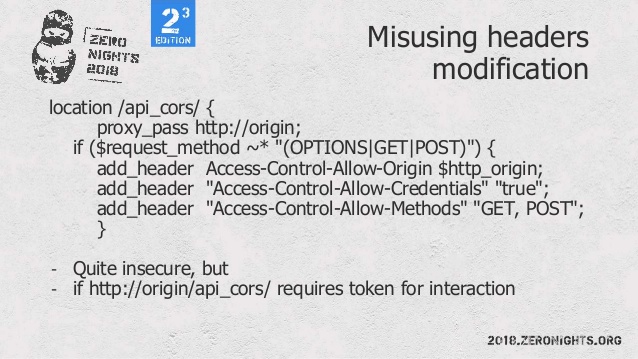 2³
EDITION
ZERO
NIGHTS
2018
Misusing headers
modification
location /api_cors/ {
proxy_pass http://origin;
if ($request_method ~* "(OPTIONS|GET|POST)") {
add_header Access-Control-Allow-Origin $http_origin;
add_header "Access-Control-Allow-Credentials" "true";
add_header "Access-Control-Allow-Methods" "GET, POST";
}
- Quite insecure, but
- if http://origin/api_cors/ requires token for interaction
2018.ZERONIGHTS.ORG